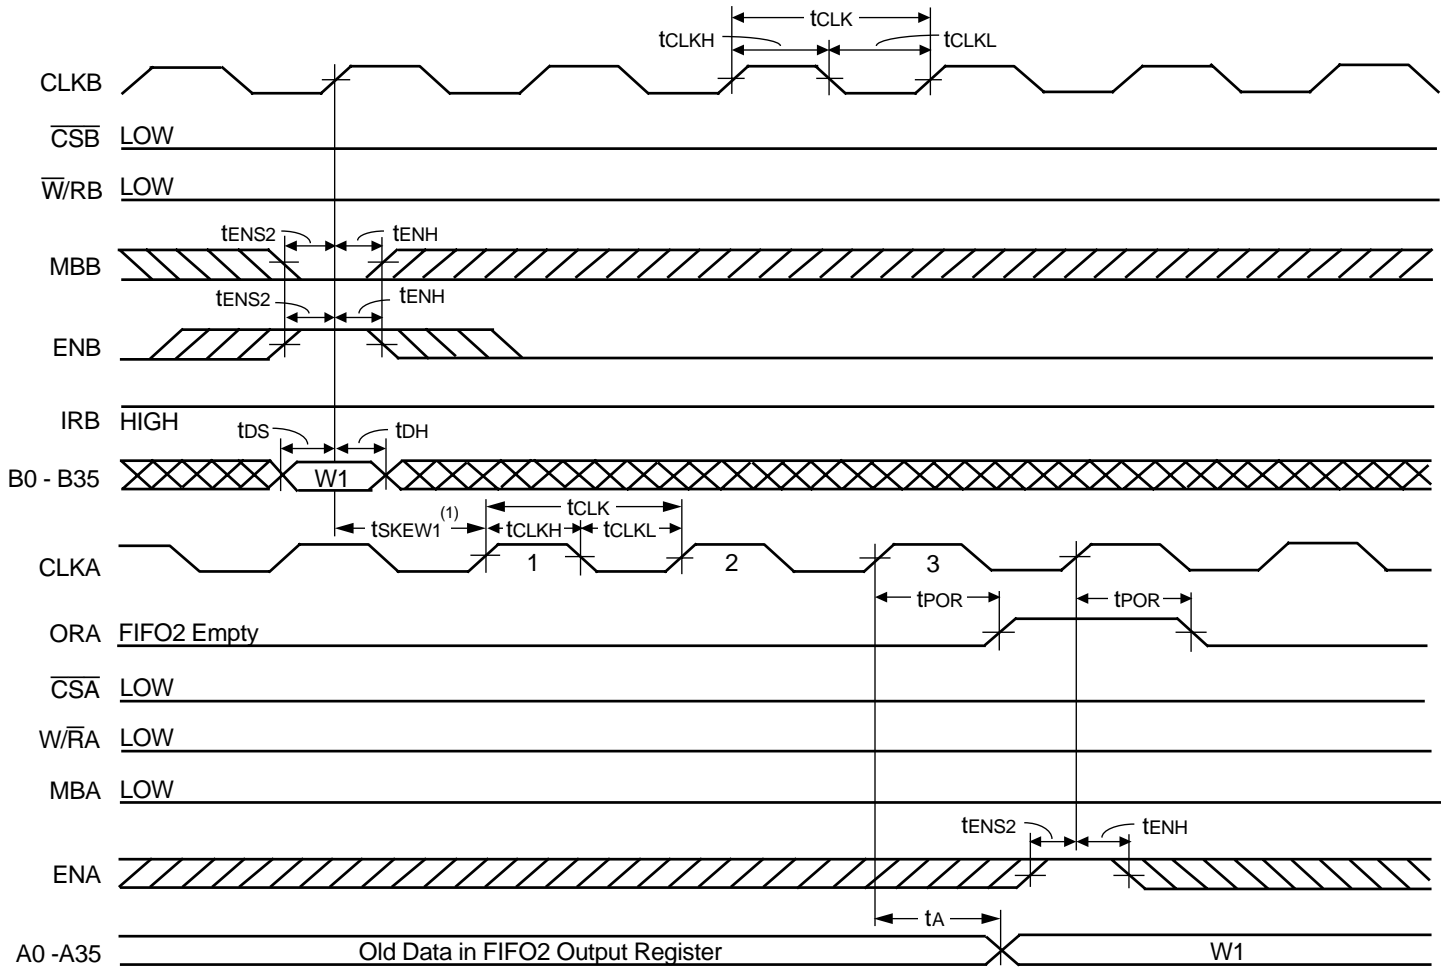 tCLK
tCLKH tCLKL
CLKB
CSB LOW
W/RB LOW
tENS2 tENH
MBB
tENS2 tENH
ENB
IRB HIGH
tDS tDH
B0 - B35 W1
tCLK
tSKEW1(1) tCLKH tCLKL
CLKA 1 2 3
tPOR tPOR
ORA FIFO2 Empty
CSA LOW
W/RA LOW
MBA LOW
tENS2 tENH
ENA
tA
A0 -A35 Old Data in FIFO2 Output Register W1